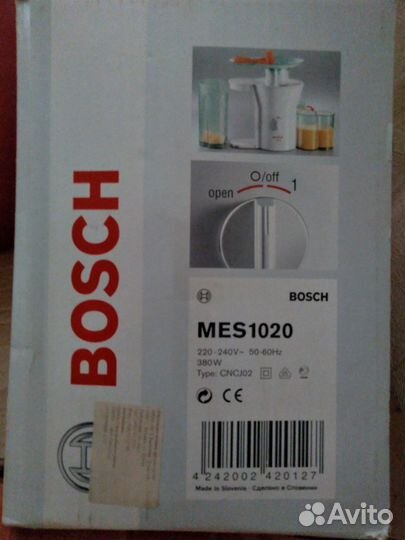 BOSCH
O/off
open
1
BOSCH
MES1020
220-240V~ 50-60Hz
380W
Type: CNCJ02
CE
4 242002 420127
Made in Slovenia · Сделано в Словении
Avito